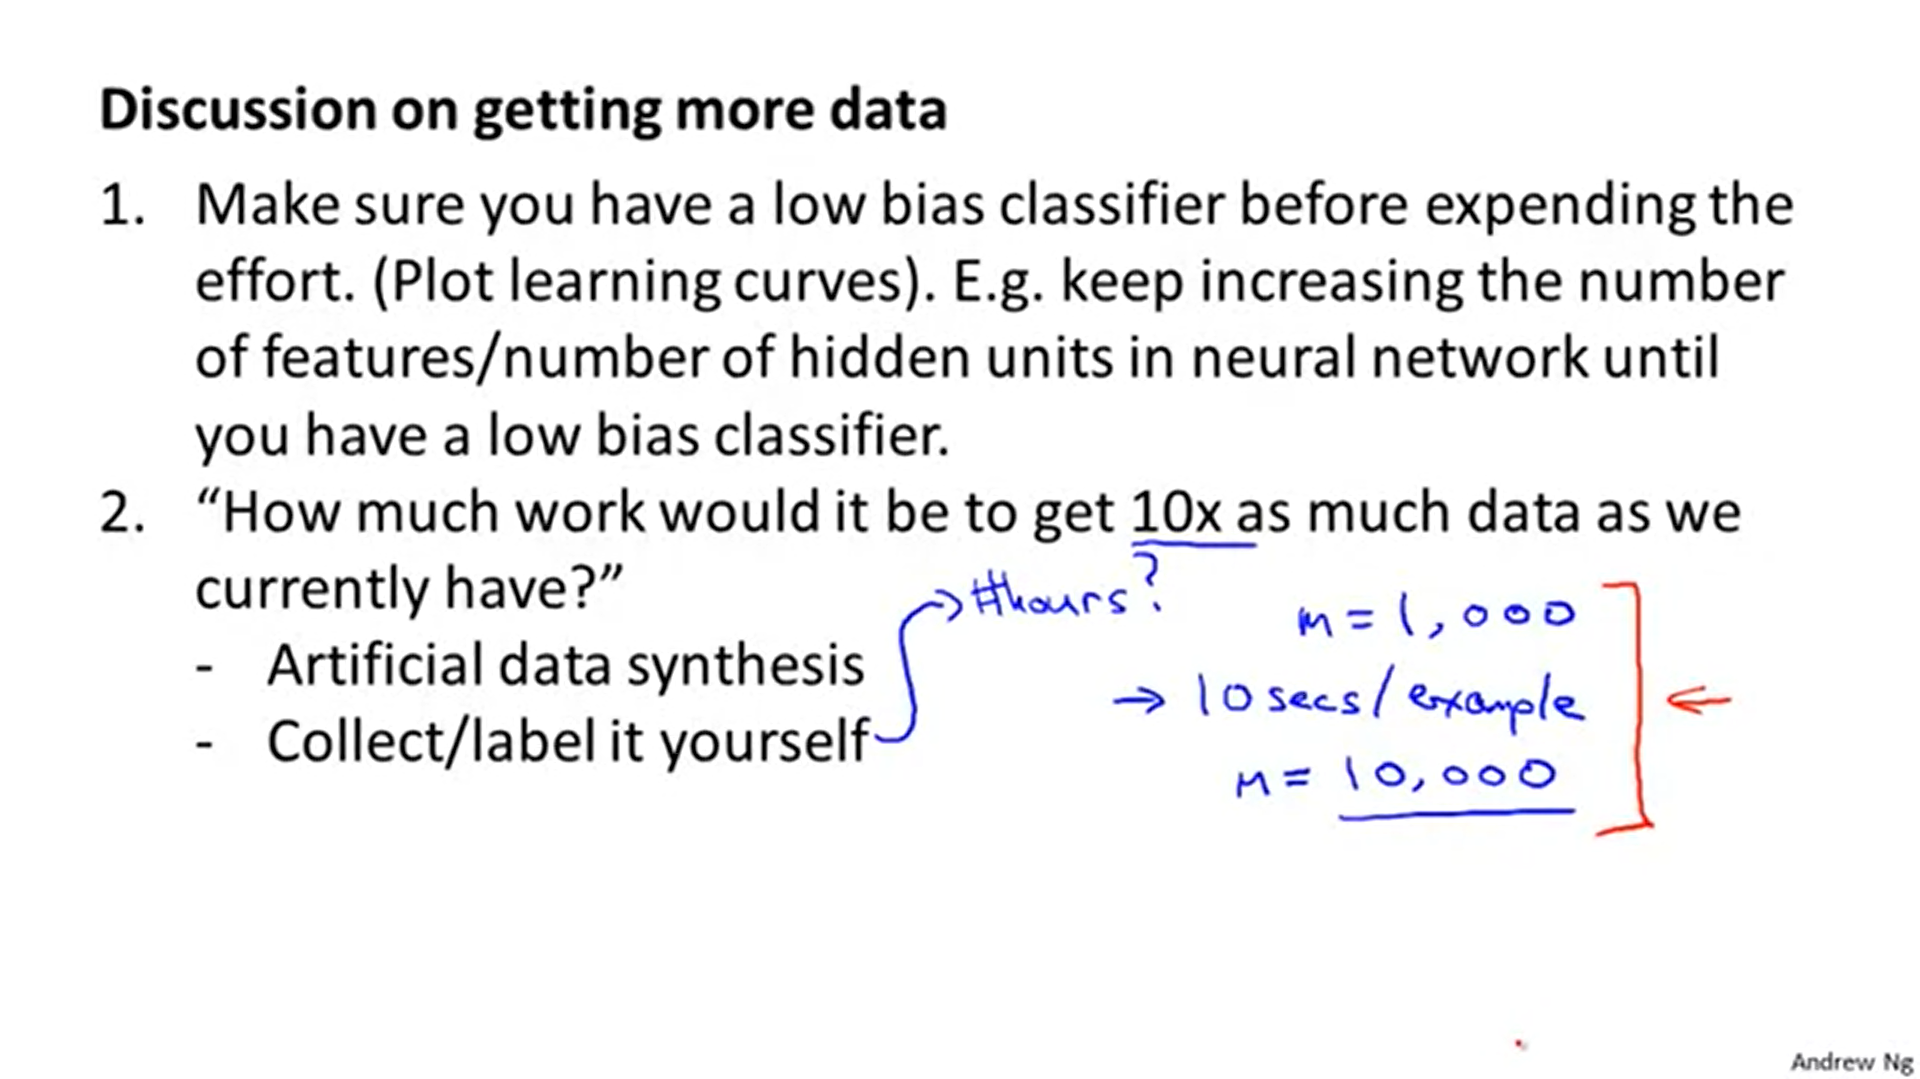 Discussion on getting more data
1. Make sure you have a low bias classifier before expending the
effort. (Plot learning curves). E.g. keep increasing the number
of features/number of hidden units in neural network until
you have a low bias classifier.
2. “How much work would it be to get 10x as much data as we
currently have?”
- Artificial data synthesis
- Collect/label it yourself
→ #hours?
m = 1,000
→ 10 secs/example
m = 10,000
Andrew Ng